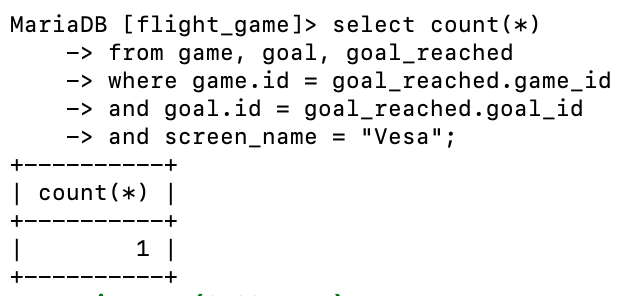 MariaDB [flight_game]> select count(*)
    -> from game, goal, goal_reached
    -> where game.id = goal_reached.game_id
    -> and goal.id = goal_reached.goal_id
    -> and screen_name = "Vesa";
+----------+
| count(*) |
+----------+
|        1 |
+----------+